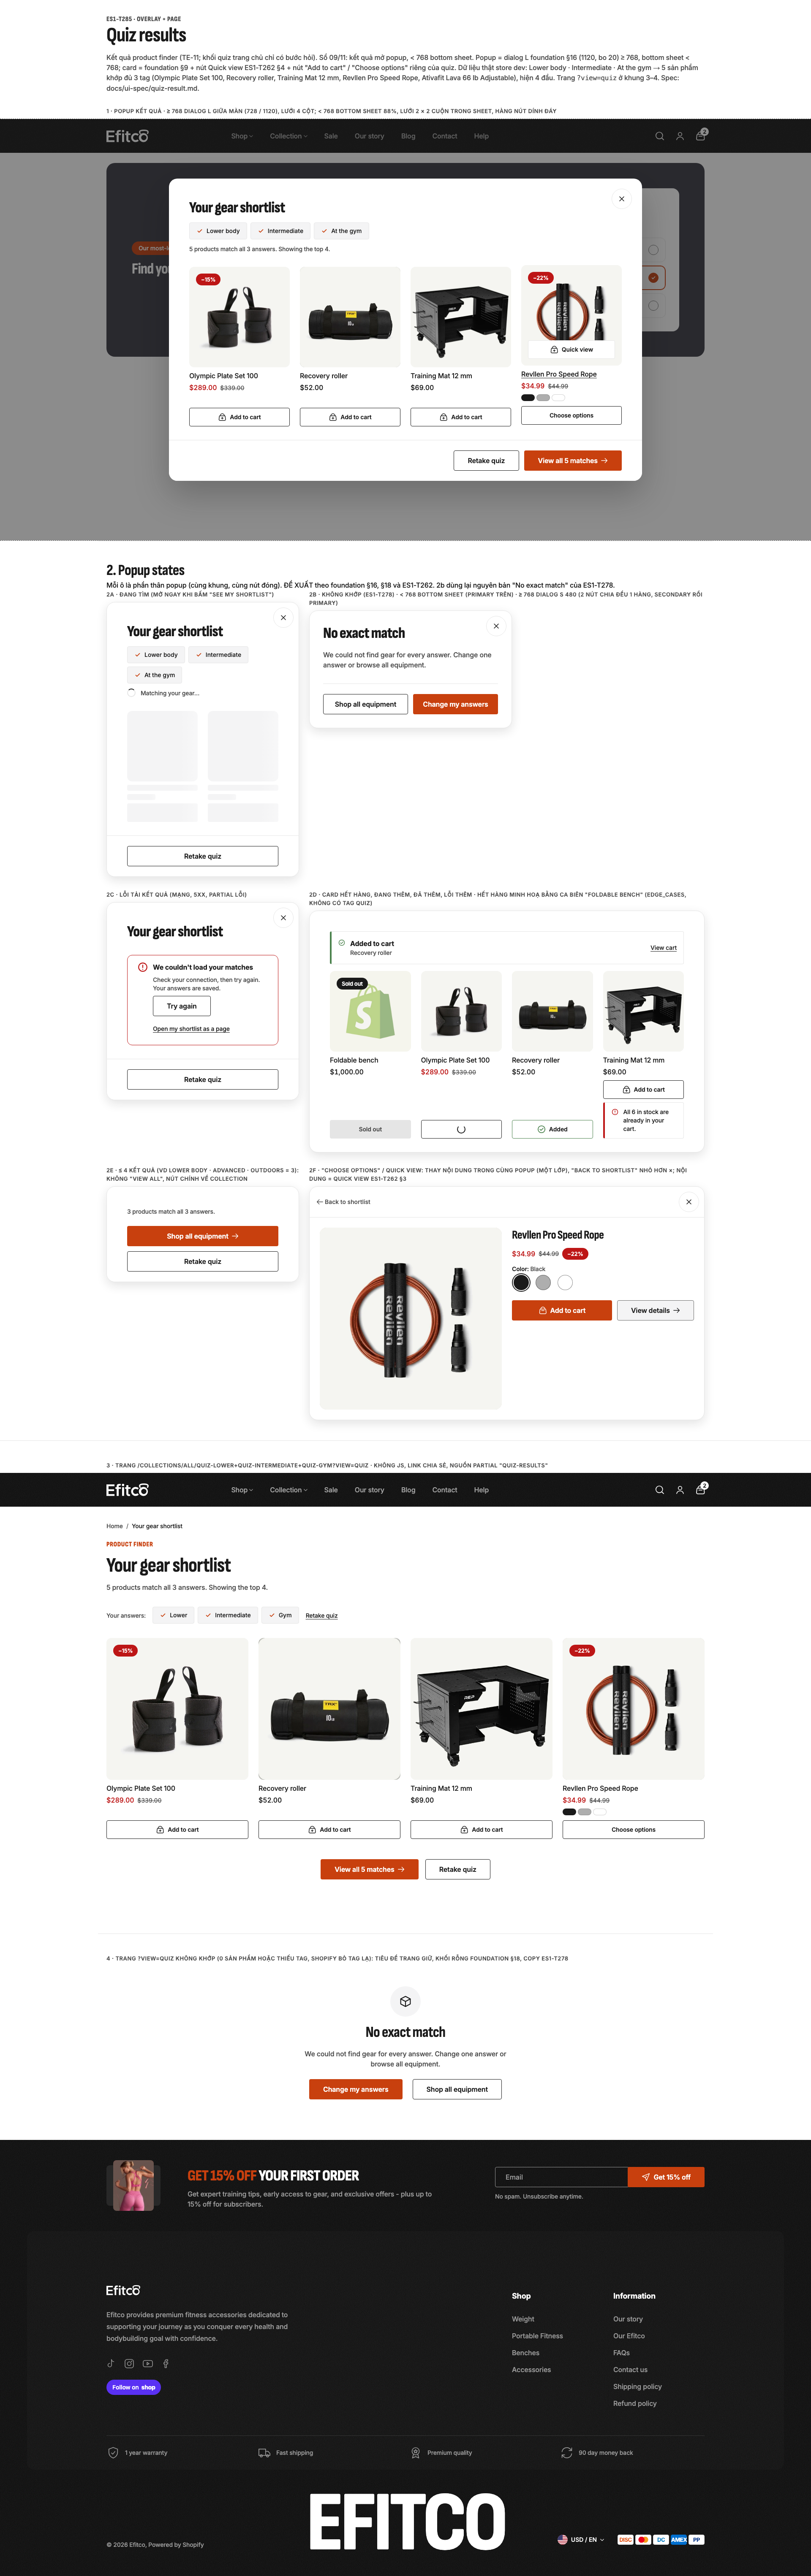 ES1-T285 · OVERLAY + PAGE
Quiz results
Kết quả product finder (TE-11; khối quiz trang chủ chỉ có bước hỏi). Số 09/11: kết quả mở popup, < 768 bottom sheet. Popup = dialog L foundation §16 (1120, bo 20) ≥ 768, bottom sheet <
768; card = foundation §9 + nút Quick view ES1-T262 §4 + nút "Add to cart" / "Choose options" riêng của quiz. Dữ liệu thật store dev: Lower body · Intermediate · At the gym → 5 sản phẩm
khớp đủ 3 tag (Olympic Plate Set 100, Recovery roller, Training Mat 12 mm, Revllen Pro Speed Rope, Ativafit Lava 66 lb Adjustable), hiện 4 đầu. Trang ?view=quiz ở khung 3–4. Spec:
docs/ui-spec/quiz-result.md.
1 · POPUP KẾT QUẢ · ≥ 768 DIALOG L GIỮA MÀN (728 / 1120), LƯỚI 4 CỘT; < 768 BOTTOM SHEET 88%, LƯỚI 2 × 2 CUỘN TRONG SHEET, HÀNG NÚT DÍNH ĐÁY
Efitco
Shop Collection Sale Our story Blog Contact Help
2
Our most-l
Find you
Your gear shortlist
Lower body Intermediate At the gym
5 products match all 3 answers. Showing the top 4.
−15% −22%
Quick view
Olympic Plate Set 100 Recovery roller Training Mat 12 mm Revllen Pro Speed Rope
$289.00 $339.00 $52.00 $69.00 $34.99 $44.99
Add to cart Add to cart Add to cart Choose options
Retake quiz View all 5 matches
2. Popup states
Mỗi ô là phần thân popup (cùng khung, cùng nút đóng). ĐỀ XUẤT theo foundation §16, §18 và ES1-T262. 2b dùng lại nguyên bản "No exact match" của ES1-T278.
2A · ĐANG TÌM (MỞ NGAY KHI BẤM "SEE MY SHORTLIST")
Your gear shortlist
Lower body Intermediate
At the gym
Matching your gear...
Retake quiz
2B · KHÔNG KHỚP (ES1-T278) · < 768 BOTTOM SHEET (PRIMARY TRÊN) · ≥ 768 DIALOG S 480 (2 NÚT CHIA ĐỀU 1 HÀNG, SECONDARY RỒI
PRIMARY)
No exact match
We could not find gear for every answer. Change one
answer or browse all equipment.
Shop all equipment Change my answers
2C · LỖI TẢI KẾT QUẢ (MẠNG, 5XX, PARTIAL LỖI)
Your gear shortlist
We couldn't load your matches
Check your connection, then try again.
Your answers are saved.
Try again
Open my shortlist as a page
Retake quiz
2D · CARD HẾT HÀNG, ĐANG THÊM, ĐÃ THÊM, LỖI THÊM · HẾT HÀNG MINH HOẠ BẰNG CA BIÊN "FOLDABLE BENCH" (EDGE_CASES,
KHÔNG CÓ TAG QUIZ)
Added to cart
Recovery roller
View cart
Sold out
Foldable bench Olympic Plate Set 100 Recovery roller Training Mat 12 mm
$1,000.00 $289.00 $339.00 $52.00 $69.00
Add to cart
All 6 in stock are
already in your
cart.
Sold out Added
2E · ≤ 4 KẾT QUẢ (VD LOWER BODY · ADVANCED · OUTDOORS = 3):
KHÔNG "VIEW ALL", NÚT CHÍNH VỀ COLLECTION
3 products match all 3 answers.
Shop all equipment
Retake quiz
2F · "CHOOSE OPTIONS" / QUICK VIEW: THAY NỘI DUNG TRONG CÙNG POPUP (MỘT LỚP), "BACK TO SHORTLIST" NHỎ HƠN ×; NỘI
DUNG = QUICK VIEW ES1-T262 §3
Back to shortlist
Revllen Pro Speed Rope
$34.99 $44.99 −22%
Color: Black
Add to cart View details
3 · TRANG /COLLECTIONS/ALL/QUIZ-LOWER+QUIZ-INTERMEDIATE+QUIZ-GYM?VIEW=QUIZ · KHÔNG JS, LINK CHIA SẺ, NGUỒN PARTIAL "QUIZ-RESULTS"
Efitco
Shop Collection Sale Our story Blog Contact Help
2
Home / Your gear shortlist
PRODUCT FINDER
Your gear shortlist
5 products match all 3 answers. Showing the top 4.
Your answers: Lower Intermediate Gym Retake quiz
−15% −22%
Olympic Plate Set 100 Recovery roller Training Mat 12 mm Revllen Pro Speed Rope
$289.00 $339.00 $52.00 $69.00 $34.99 $44.99
Add to cart Add to cart Add to cart Choose options
View all 5 matches Retake quiz
4 · TRANG ?VIEW=QUIZ KHÔNG KHỚP (0 SẢN PHẨM HOẶC THIẾU TAG, SHOPIFY BỎ TAG LẠ): TIÊU ĐỀ TRANG GIỮ, KHỐI RỖNG FOUNDATION §18, COPY ES1-T278
No exact match
We could not find gear for every answer. Change one answer or
browse all equipment.
Change my answers Shop all equipment
GET 15% OFF YOUR FIRST ORDER
Get expert training tips, early access to gear, and exclusive offers - plus up to
15% off for subscribers.
Email Get 15% off
No spam. Unsubscribe anytime.
Efitco
Efitco provides premium fitness accessories dedicated to
supporting your journey as you conquer every health and
bodybuilding goal with confidence.
Follow on shop
Shop
Weight
Portable Fitness
Benches
Accessories
Information
Our story
Our Efitco
FAQs
Contact us
Shipping policy
Refund policy
1 year warranty Fast shipping Premium quality 90 day money back
© 2026 Efitco, Powered by Shopify
EFITCO
USD / EN
DISC DC AMEX PP